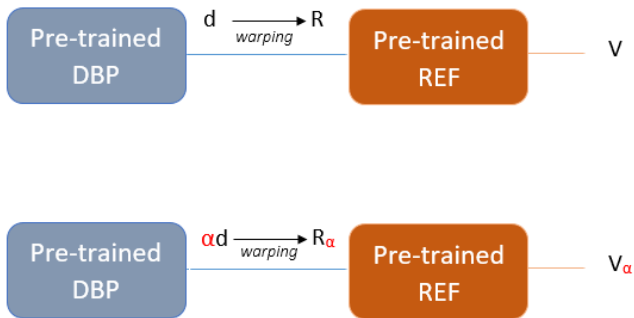 d → R
Pre-trained
DBP
warping
Pre-trained
REF
V
αd → Rα
Pre-trained
DBP
warping
Pre-trained
REF
Vα